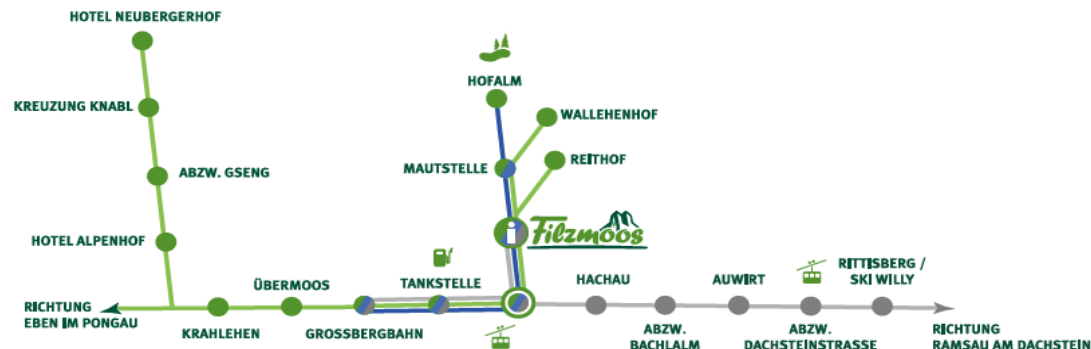 HOTEL NEUBERGERHOF
KREUZUNG KNABL
ABZW. GSENG
HOTEL ALPENHOF
HOFALM
WALLEHENHOF
MAUTSTELLE
REITHOF
Filzmoos
RICHTUNG
EBEN IM PONGAU
KRAHLEHEN
ÜBERMOOS
GROSSBERGBAHN
TANKSTELLE
HACHAU
ABZW.
BACHLALM
AUWIRT
ABZW.
DACHSTEINSTRASSE
RITTISBERG /
SKI WILLY
RICHTUNG
RAMSAU AM DACHSTEIN